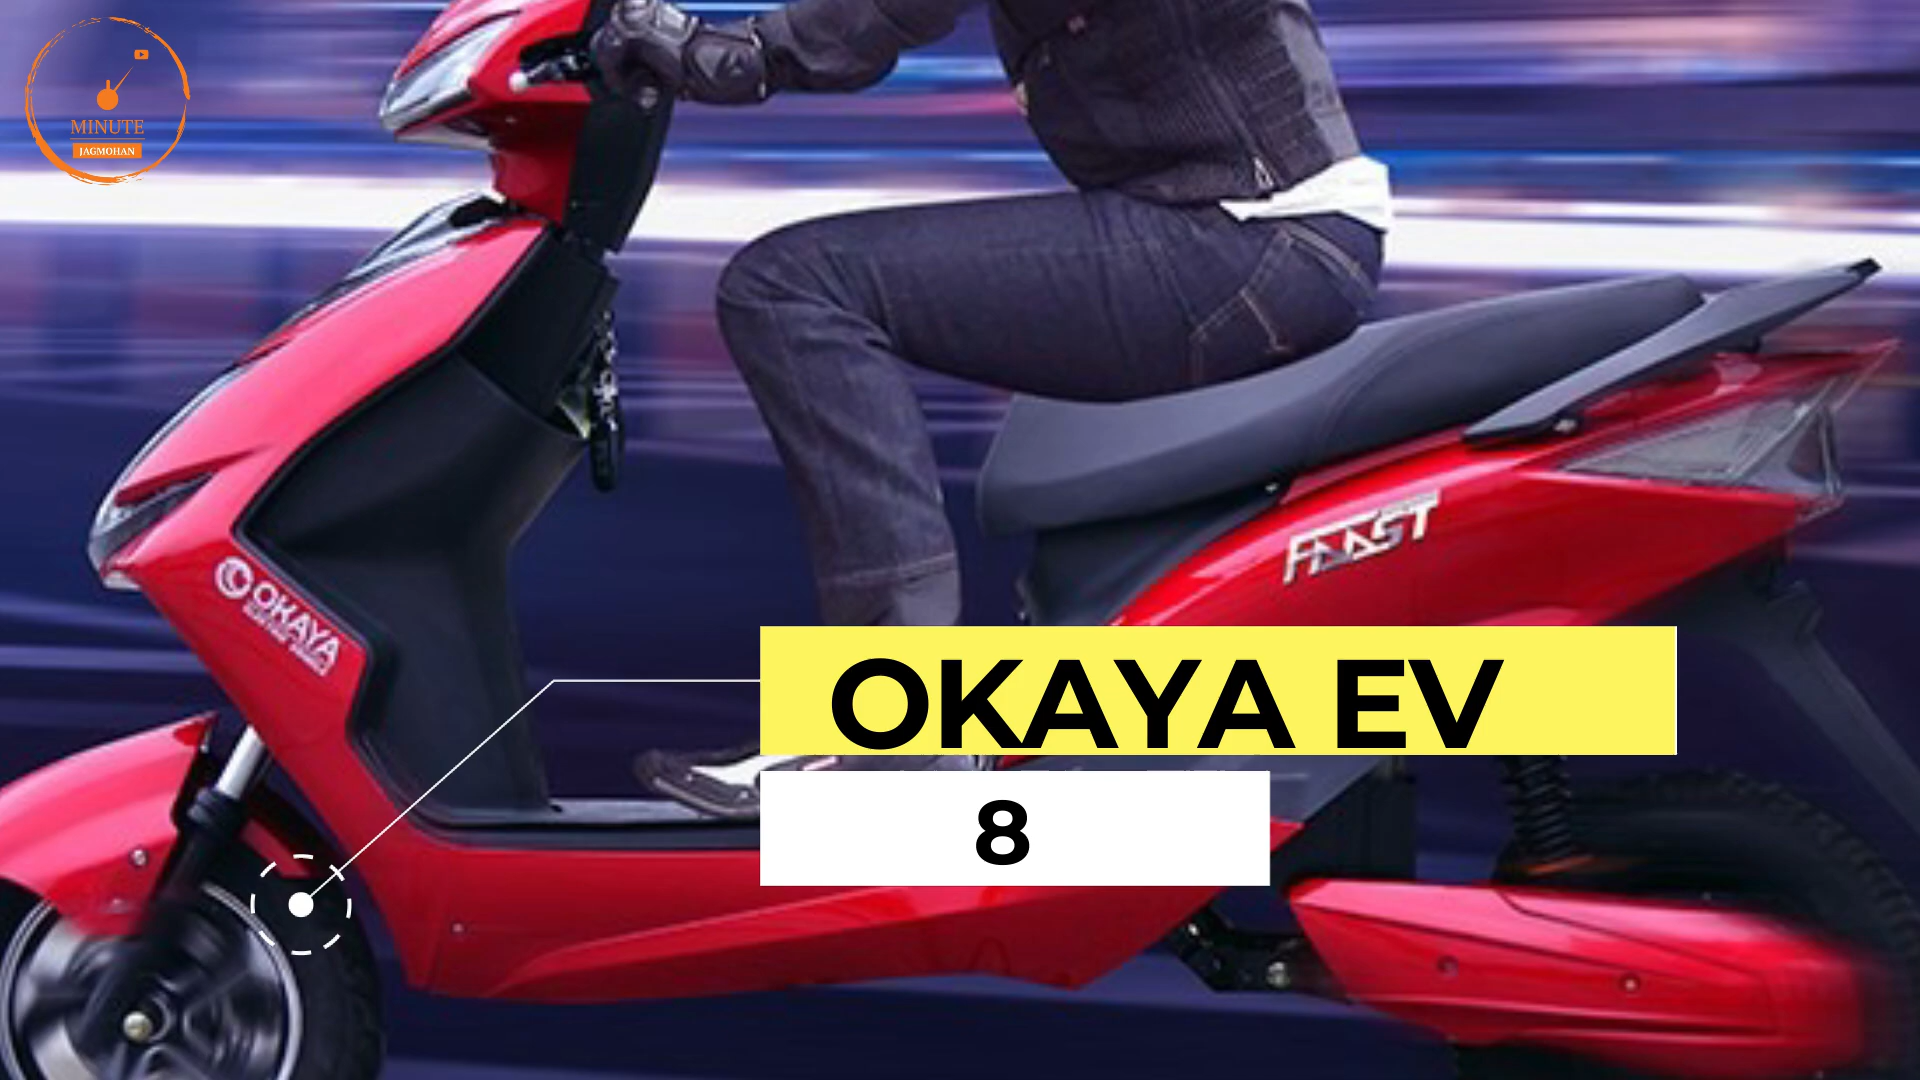 MINUTE
JAGMOHAN
FAAST
OKAYA
OKAYA EV
8